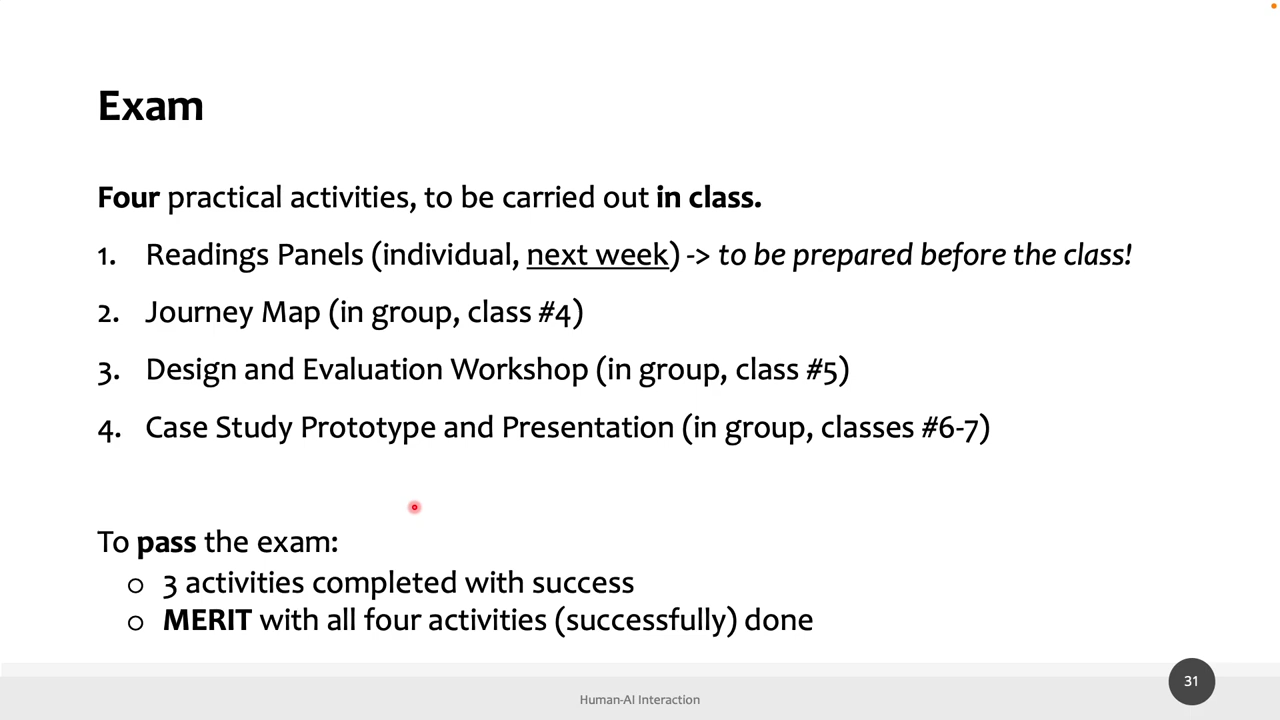 Exam
Four practical activities, to be carried out in class.
1. Readings Panels (individual, next week) -> to be prepared before the class!
2. Journey Map (in group, class #4)
3. Design and Evaluation Workshop (in group, class #5)
4. Case Study Prototype and Presentation (in group, classes #6-7)
To pass the exam:
o 3 activities completed with success
o MERIT with all four activities (successfully) done
31
Human-AI Interaction